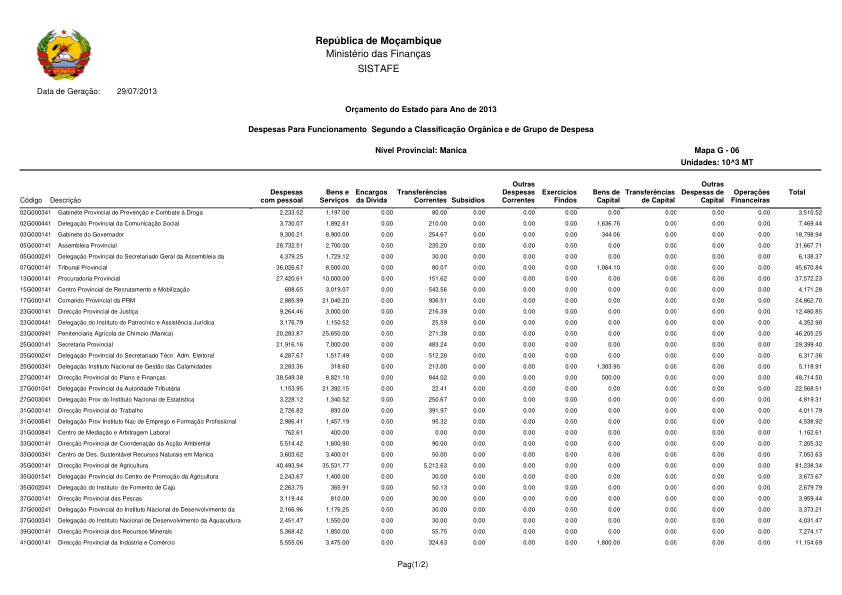 República de Moçambique
Ministério das Finanças
SISTAFE
Data de Geração: 29/07/2013
Orçamento do Estado para Ano de 2013
Despesas Para Funcionamento Segundo a Classificação Orgânica e de Grupo de Despesa
Nível Provincial: Manica Mapa G - 06
Unidades: 10^3 MT
Código Descrição Despesas com pessoal Bens e Serviços Encargos da Dívida Transferências Correntes Subsídios Outras Despesas Correntes Exercícios Findos Bens de Capital Transferências de Capital Outras Despesas de Capital Operações Financeiras Total
02G000341 Gabinete Provincial de Prevenção e Combate à Droga 2,233.52 1,197.00 0.00 80.00 0.00 0.00 0.00 0.00 0.00 0.00 0.00 3,510.52
02G000441 Delegação Provincial da Comunicação Social 3,730.07 1,892.61 0.00 210.00 0.00 0.00 0.00 1,636.76 0.00 0.00 0.00 7,469.44
03G000141 Gabinete do Governador 9,300.21 8,900.00 0.00 254.67 0.00 0.00 0.00 344.06 0.00 0.00 0.00 18,798.94
05G000141 Assembleia Provincial 28,732.51 2,700.00 0.00 235.20 0.00 0.00 0.00 0.00 0.00 0.00 0.00 31,667.71
05G000241 Delegação Provincial do Secretariado Geral da Assembleia da 4,379.25 1,729.12 0.00 30.00 0.00 0.00 0.00 0.00 0.00 0.00 0.00 6,138.37
07G000141 Tribunal Provincial 36,026.67 8,500.00 0.00 80.07 0.00 0.00 0.00 1,064.10 0.00 0.00 0.00 45,670.84
13G000141 Procuradoria Provincial 27,420.61 10,000.00 0.00 151.62 0.00 0.00 0.00 0.00 0.00 0.00 0.00 37,572.23
15G000141 Centro Provincial de Recrutamento e Mobilização 608.65 3,019.07 0.00 543.56 0.00 0.00 0.00 0.00 0.00 0.00 0.00 4,171.28
17G000141 Comando Provincial da PRM 2,885.99 21,040.20 0.00 936.51 0.00 0.00 0.00 0.00 0.00 0.00 0.00 24,862.70
23G000141 Direcção Provincial de Justiça 9,264.46 3,000.00 0.00 216.39 0.00 0.00 0.00 0.00 0.00 0.00 0.00 12,480.85
23G000441 Delegação do Instituto do Patrocínio e Assistência Jurídica 3,176.79 1,150.52 0.00 25.59 0.00 0.00 0.00 0.00 0.00 0.00 0.00 4,352.90
23G000941 Penitenciaria Agrícola de Chimoio (Manica) 20,283.87 25,650.00 0.00 271.38 0.00 0.00 0.00 0.00 0.00 0.00 0.00 46,205.25
25G000141 Secretaria Provincial 21,916.16 7,000.00 0.00 483.24 0.00 0.00 0.00 0.00 0.00 0.00 0.00 29,399.40
25G000241 Delegação Provincial do Secretariado Técn. Adm. Eleitoral 4,287.67 1,517.49 0.00 512.20 0.00 0.00 0.00 0.00 0.00 0.00 0.00 6,317.36
25G000341 Delegação Instituto Nacional de Gestão das Calamidades 3,283.36 318.60 0.00 213.00 0.00 0.00 0.00 1,303.95 0.00 0.00 0.00 5,118.91
27G000141 Direcção Provincial do Plano e Finanças 38,549.38 8,821.10 0.00 844.02 0.00 0.00 0.00 500.00 0.00 0.00 0.00 48,714.50
27G001041 Delegação Provincial da Autoridade Tributária 1,153.95 21,392.15 0.00 22.41 0.00 0.00 0.00 0.00 0.00 0.00 0.00 22,568.51
27G003041 Delegação Prov do Instituto Nacional de Estatística 3,228.12 1,340.52 0.00 250.67 0.00 0.00 0.00 0.00 0.00 0.00 0.00 4,819.31
31G000141 Direcção Provincial do Trabalho 2,726.82 893.00 0.00 391.97 0.00 0.00 0.00 0.00 0.00 0.00 0.00 4,011.79
31G000641 Delegação Prov Instituto Nac de Emprego e Formação Profissional 2,986.41 1,457.19 0.00 95.32 0.00 0.00 0.00 0.00 0.00 0.00 0.00 4,538.92
31G000841 Centro de Mediação e Arbitragem Laboral 762.61 400.00 0.00 0.00 0.00 0.00 0.00 0.00 0.00 0.00 0.00 1,162.61
33G000141 Direcção Provincial de Coordenação da Acção Ambiental 5,514.42 1,600.90 0.00 90.00 0.00 0.00 0.00 0.00 0.00 0.00 0.00 7,205.32
33G000341 Centro de Des. Sustentável Recursos Naturais em Manica 3,603.62 3,400.01 0.00 50.00 0.00 0.00 0.00 0.00 0.00 0.00 0.00 7,053.63
35G000141 Direcção Provincial de Agricultura 40,493.94 35,531.77 0.00 5,212.63 0.00 0.00 0.00 0.00 0.00 0.00 0.00 81,238.34
35G001541 Delegação Provincial do Centro de Promoção da Agricultura 2,243.67 1,400.00 0.00 30.00 0.00 0.00 0.00 0.00 0.00 0.00 0.00 3,673.67
35G002041 Delegação do Instituto de Fomento de Cajú 2,263.75 365.91 0.00 50.13 0.00 0.00 0.00 0.00 0.00 0.00 0.00 2,679.79
37G000141 Direcção Provincial das Pescas 3,119.44 810.00 0.00 30.00 0.00 0.00 0.00 0.00 0.00 0.00 0.00 3,959.44
37G000241 Delegação Provincial do Instituto Nacional de Desenvolvimento da 2,166.96 1,176.25 0.00 30.00 0.00 0.00 0.00 0.00 0.00 0.00 0.00 3,373.21
37G000341 Delegação do Instituto Nacional de Desenvolvimento da Aquacultura 2,451.47 1,550.00 0.00 30.00 0.00 0.00 0.00 0.00 0.00 0.00 0.00 4,031.47
39G000141 Direcção Provincial dos Recursos Minerais 5,368.42 1,850.00 0.00 55.75 0.00 0.00 0.00 0.00 0.00 0.00 0.00 7,274.17
41G000141 Direcção Provincial da Indústria e Comércio 5,555.06 3,475.00 0.00 324.63 0.00 0.00 0.00 1,800.00 0.00 0.00 0.00 11,154.69
Pag(1/2)